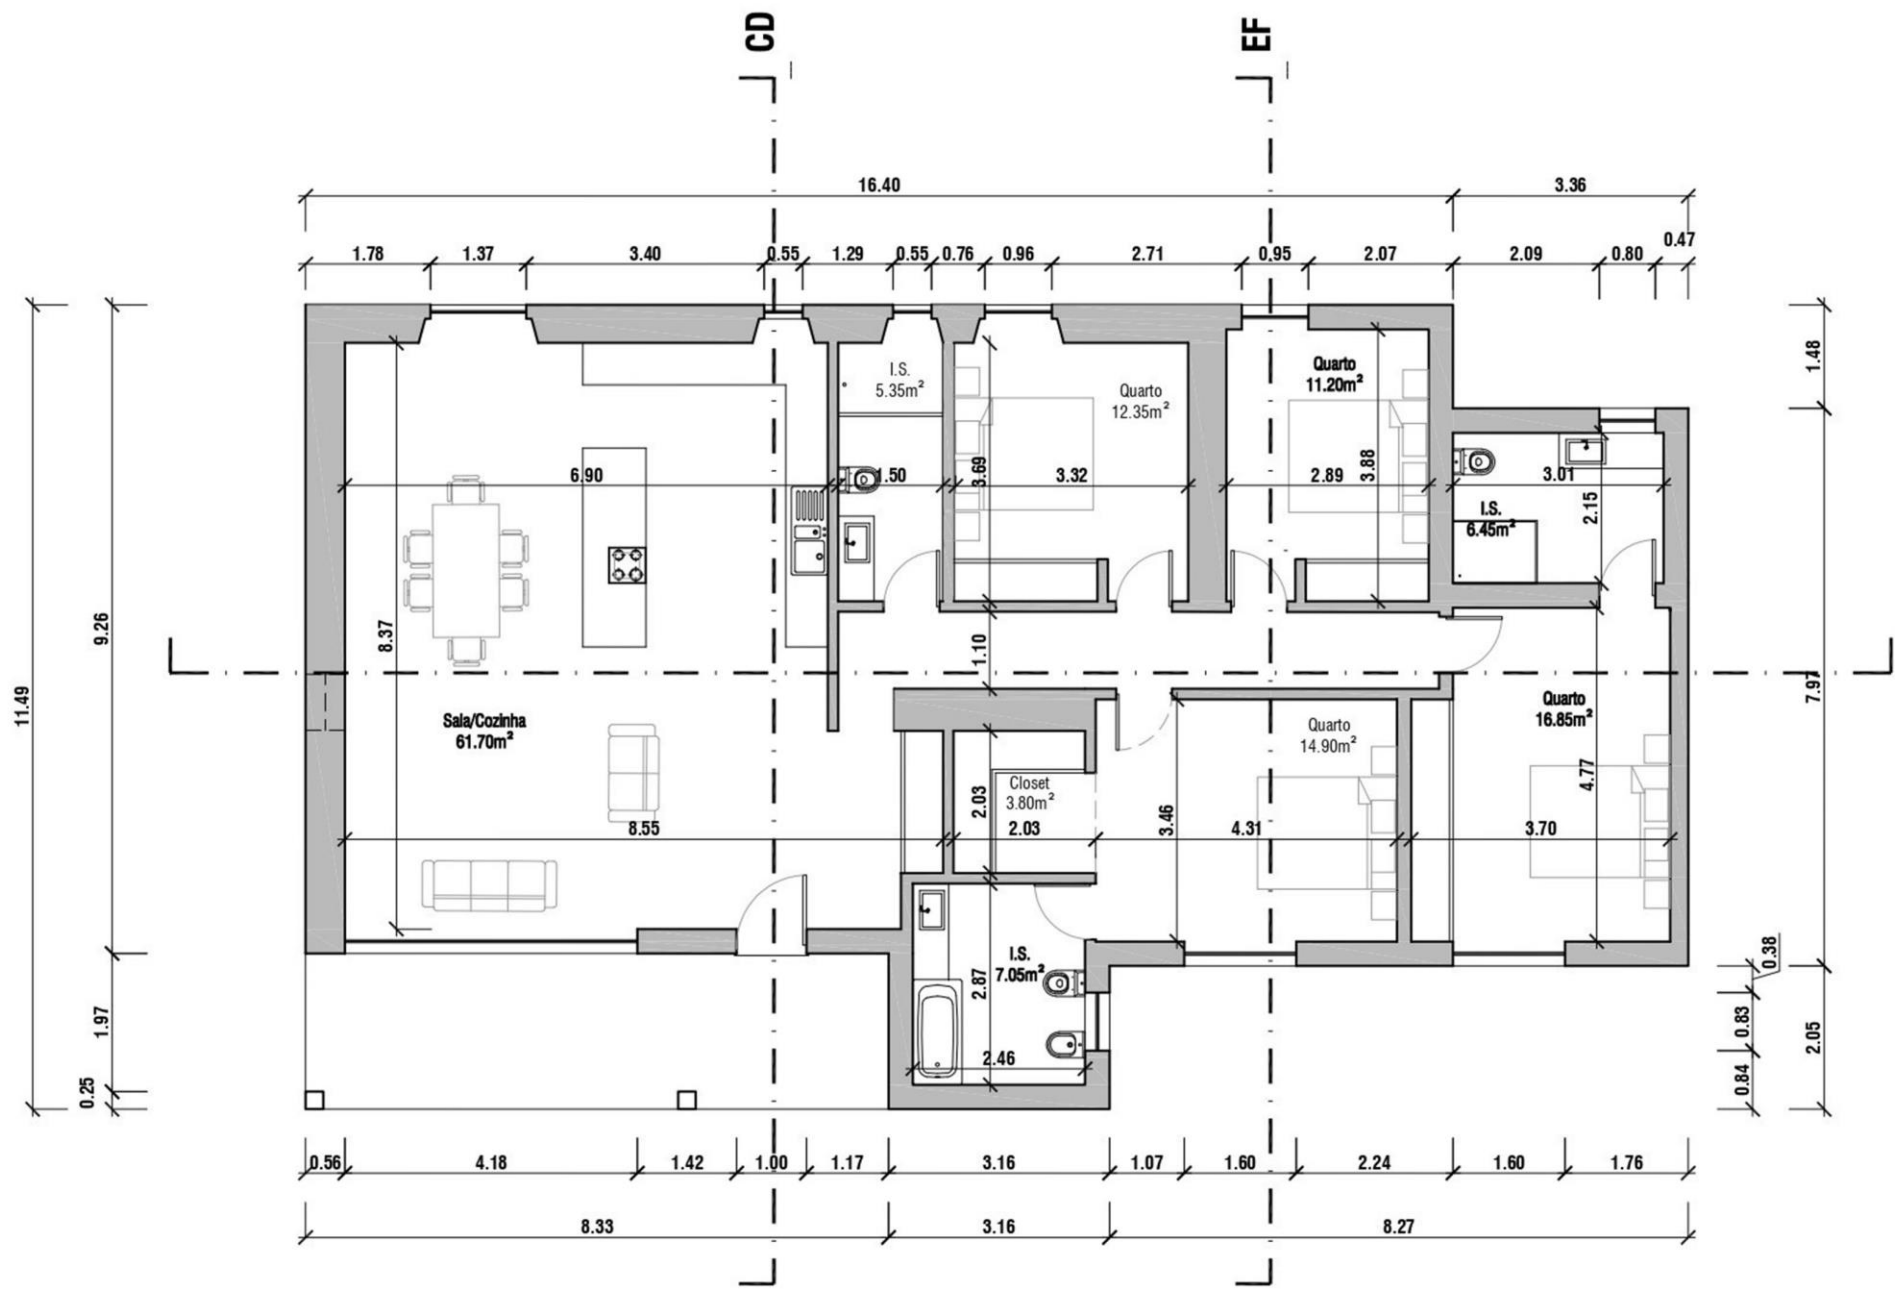 CD
EF
16.40
3.36
1.78
1.37
3.40
0.55
1.29
0.55
0.76
0.96
2.71
0.95
2.07
2.09
0.80
0.47
11.49
9.26
1.97
0.25
I.S.
5.35m²
Quarto
12.35m²
Quarto
11.20m²
1.48
6.90
1.50
3.69
3.32
2.89
3.88
3.01
2.15
I.S.
6.45m²
8.37
1.10
7.97
Sala/Cozinha
61.70m²
Quarto
14.90m²
Quarto
16.85m²
Closet
3.80m²
2.03
2.03
8.55
3.46
4.31
4.77
3.70
I.S.
7.05m²
2.87
2.46
0.38
0.83
0.84
2.05
0.56
4.18
1.42
1.00
1.17
3.16
1.07
1.60
2.24
1.60
1.76
8.33
3.16
8.27